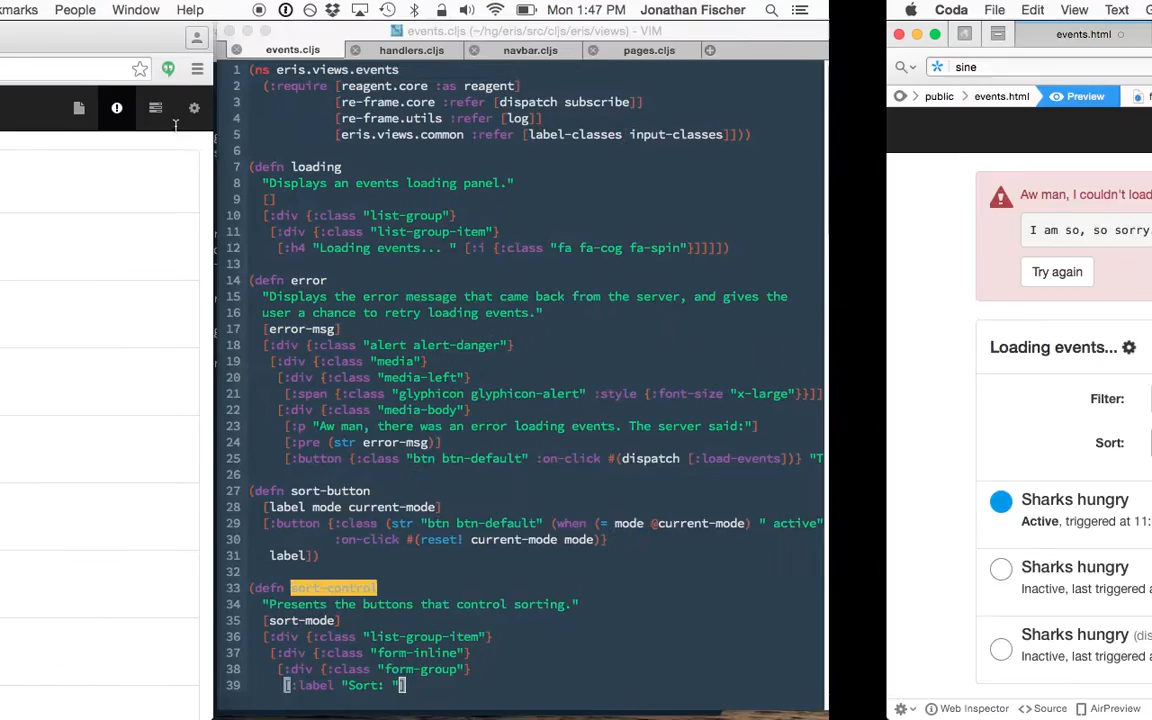 marks People Window Help
Mon 1:47 PM Jonathan Fischer
Coda File Edit View Text
events.cljs (~/hg/eris/src/cljs/eris/views) - VIM
events.cljs handlers.cljs navbar.cljs pages.cljs
1 (ns eris.views.events
2 (:require [reagent.core :as reagent]
3 [re-frame.core :refer [dispatch subscribe]]
4 [re-frame.utils :refer [log]]
5 [eris.views.common :refer [label-classes input-classes]]))
6
7 (defn loading
8 "Displays an events loading panel."
9 []
10 [:div {:class "list-group"}
11 [:div {:class "list-group-item"}
12 [:h4 "Loading events... " [:i {:class "fa fa-cog fa-spin"}]]]])
13
14 (defn error
15 "Displays the error message that came back from the server, and gives the
16 user a chance to retry loading events."
17 [error-msg]
18 [:div {:class "alert alert-danger"}
19 [:div {:class "media"}
20 [:div {:class "media-left"}
21 [:span {:class "glyphicon glyphicon-alert" :style {:font-size "x-large"}}]]
22 [:div {:class "media-body"}
23 [:p "Aw man, there was an error loading events. The server said:"]
24 [:pre (str error-msg)]
25 [:button {:class "btn btn-default" :on-click #(dispatch [:load-events])} "T
26
27 (defn sort-button
28 [label mode current-mode]
29 [:button {:class (str "btn btn-default" (when (= mode @current-mode) " active"
30 :on-click #(reset! current-mode mode)}
31 label])
32
33 (defn sort-control
34 "Presents the buttons that control sorting."
35 [sort-mode]
36 [:div {:class "list-group-item"}
37 [:div {:class "form-inline"}
38 [:div {:class "form-group"}
39 [:label "Sort: "]
events.html
sine
public events.html Preview
Aw man, I couldn't load
I am so, so sorry.
Try again
Loading events...
Filter:
Sort:
Sharks hungry
Active, triggered at 11:
Sharks hungry
Inactive, last triggered a
Sharks hungry (dis
Inactive, last triggered a
Web Inspector Source AirPreview